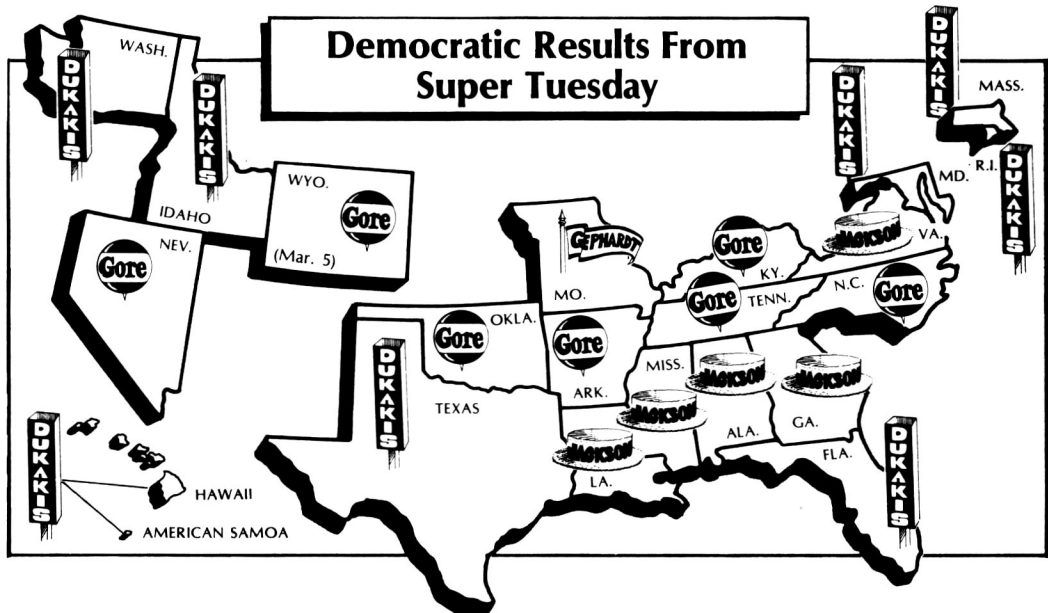 Democratic Results From
Super Tuesday
WASH.
DUKAKIS
DUKAKIS
IDAHO
WYO.
Gore
(Mar. 5)
NEV.
Gore
DUKAKIS
MASS.
DUKAKIS
R.I.
DUKAKIS
MD.
JACKSON
VA.
GEPHARDT
MO.
Gore
KY.
Gore
TENN.
N.C.
Gore
Gore
OKLA.
Gore
ARK.
DUKAKIS
TEXAS
MISS.
JACKSON
JACKSON
ALA.
JACKSON
GA.
JACKSON
LA.
FLA.
DUKAKIS
DUKAKIS
HAWAII
AMERICAN SAMOA